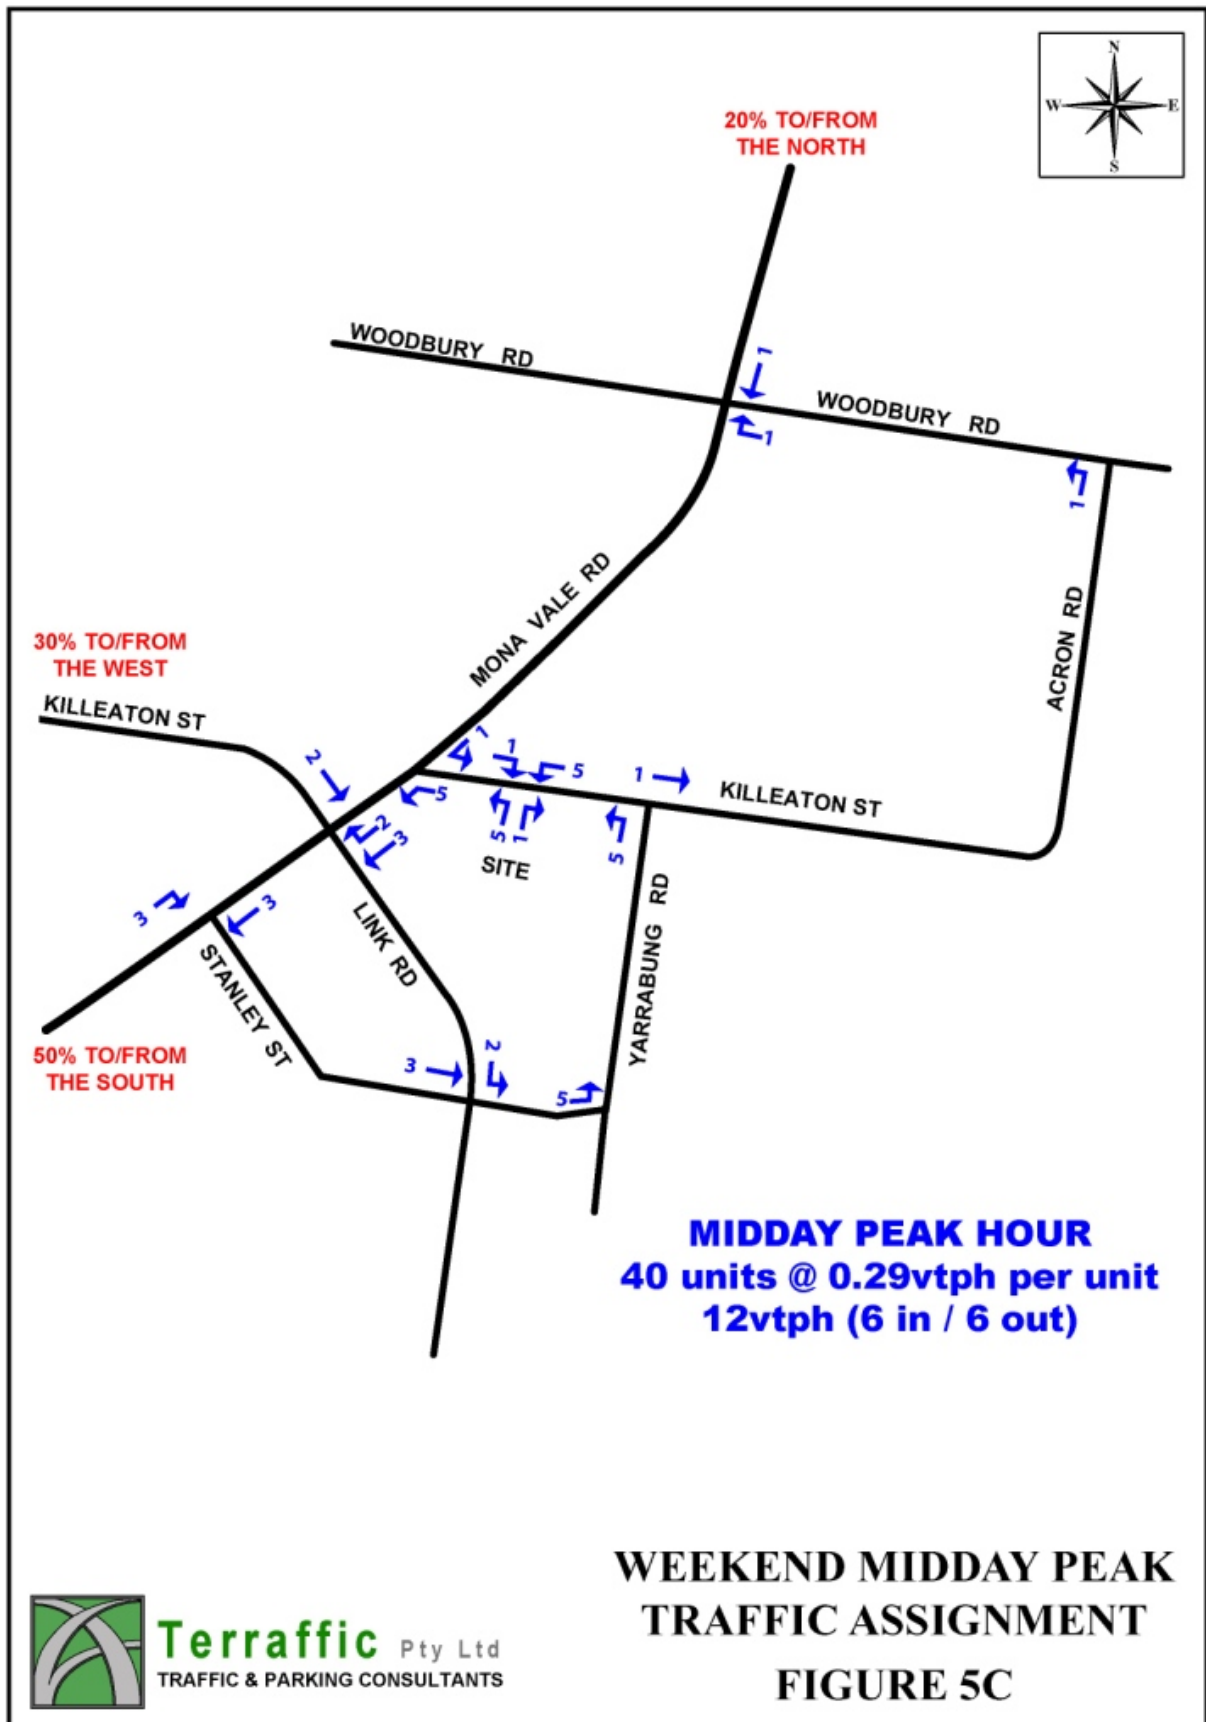 N
W E
S
20% TO/FROM
THE NORTH
WOODBURY RD
1
WOODBURY RD
1
1
MONA VALE RD
ACRON RD
30% TO/FROM
THE WEST
KILLEATON ST
2
1
1
5
1
KILLEATON ST
5
2
3
5
1
5
SITE
3
3
LINK RD
YARRABUNG RD
STANLEY ST
50% TO/FROM
THE SOUTH
3
2
5
MIDDAY PEAK HOUR
40 units @ 0.29vtph per unit
12vtph (6 in / 6 out)
WEEKEND MIDDAY PEAK
TRAFFIC ASSIGNMENT
FIGURE 5C
Terraffic Pty Ltd
TRAFFIC & PARKING CONSULTANTS